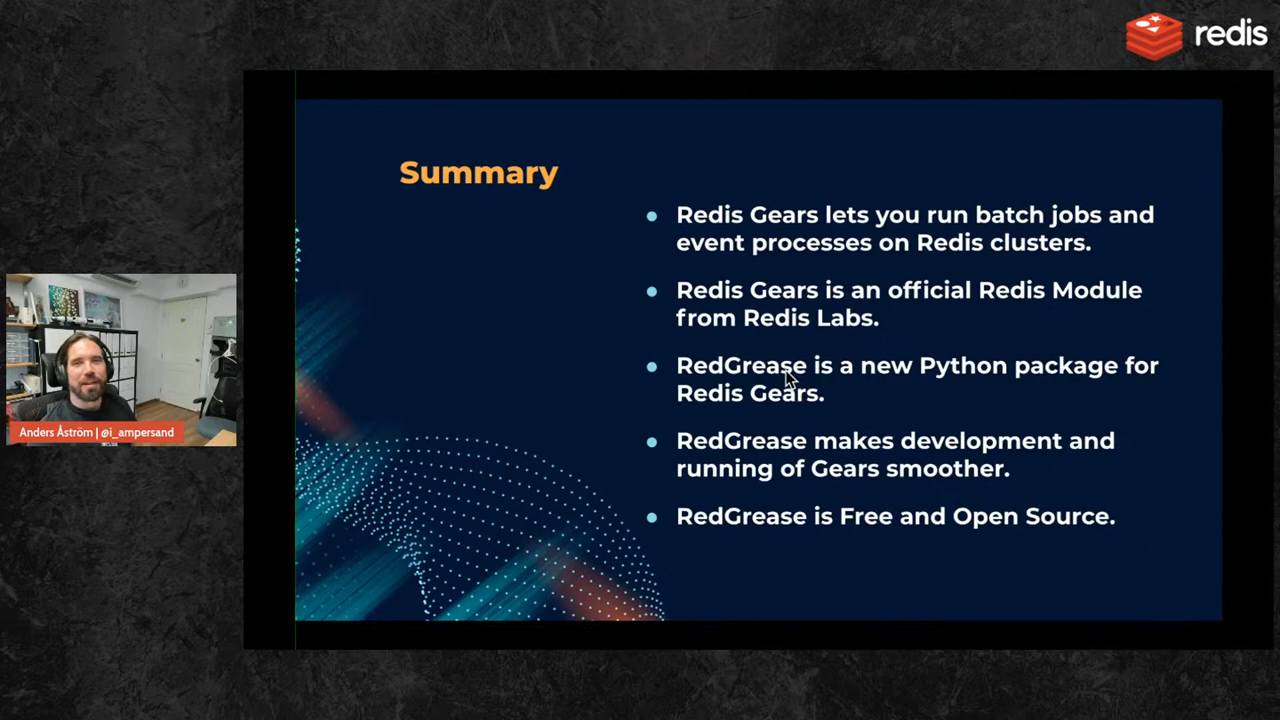 redis
Summary
Redis Gears lets you run batch jobs and
event processes on Redis clusters.
Redis Gears is an official Redis Module
from Redis Labs.
RedGrease is a new Python package for
Redis Gears.
RedGrease makes development and
running of Gears smoother.
RedGrease is Free and Open Source.
Anders Åström | @i_ampersand